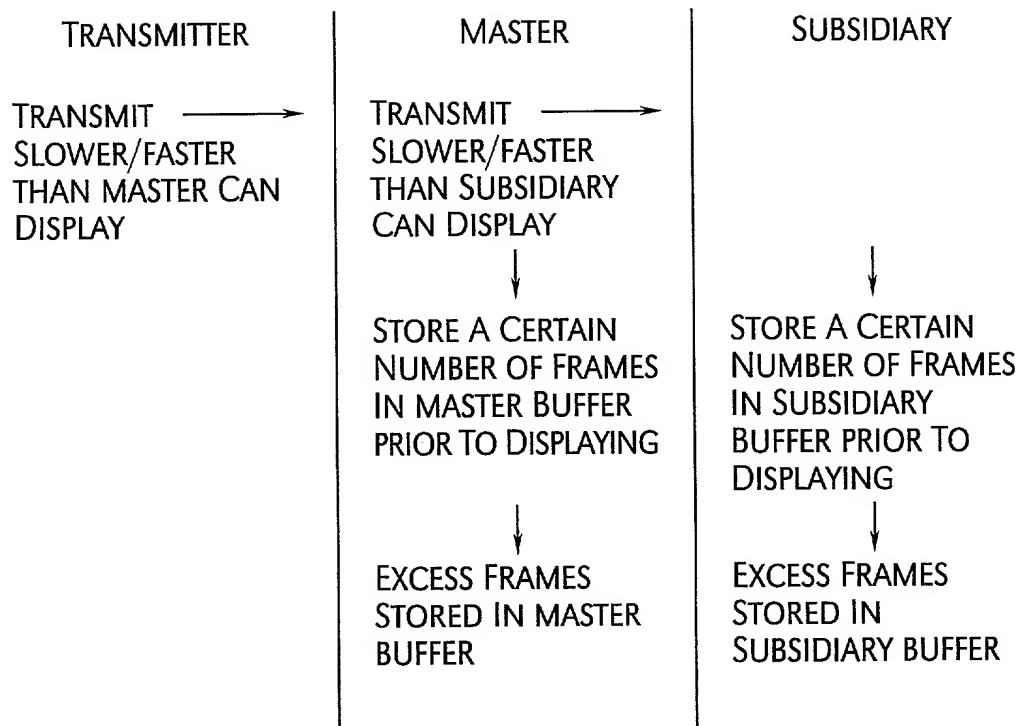 TRANSMITTER
TRANSMIT
SLOWER/FASTER
THAN MASTER CAN
DISPLAY
MASTER
TRANSMIT
SLOWER/FASTER
THAN SUBSIDIARY
CAN DISPLAY
STORE A CERTAIN
NUMBER OF FRAMES
IN MASTER BUFFER
PRIOR TO DISPLAYING
EXCESS FRAMES
STORED IN MASTER
BUFFER
SUBSIDIARY
STORE A CERTAIN
NUMBER OF FRAMES
IN SUBSIDIARY
BUFFER PRIOR TO
DISPLAYING
EXCESS FRAMES
STORED IN
SUBSIDIARY BUFFER